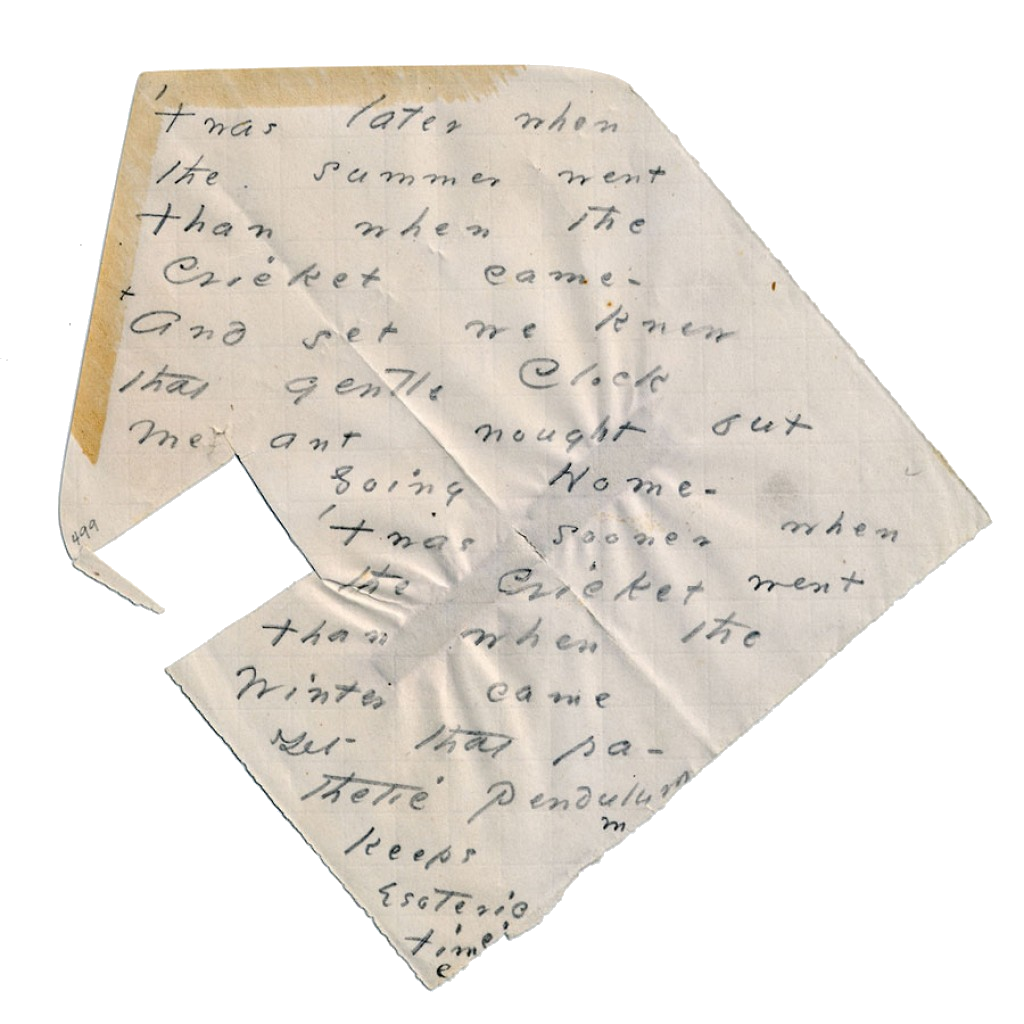 'Twas later when
the summer went
than when the
Cricket came -
+ And yet we knew
that gentle Clock
meant nought but
Going Home -
'Twas sooner when
the Cricket went
than when the
Winter came
Yet that pa-
thetic Pendulum
m
keeps
Esoteric
time
e
499